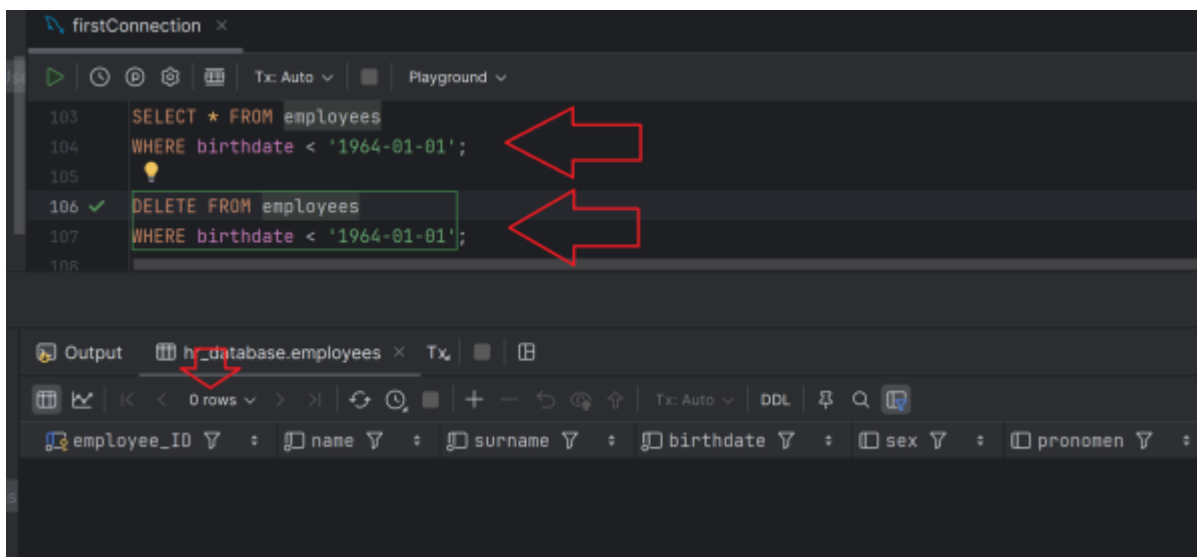 firstConnection
Tx: Auto
Playground
103 SELECT * FROM employees
104 WHERE birthdate < '1964-01-01';
105
106 DELETE FROM employees
107 WHERE birthdate < '1964-01-01';
108
Output hr_database.employees Tx
0 rows Tx: Auto DDL
employee_ID name surname birthdate sex pronomen